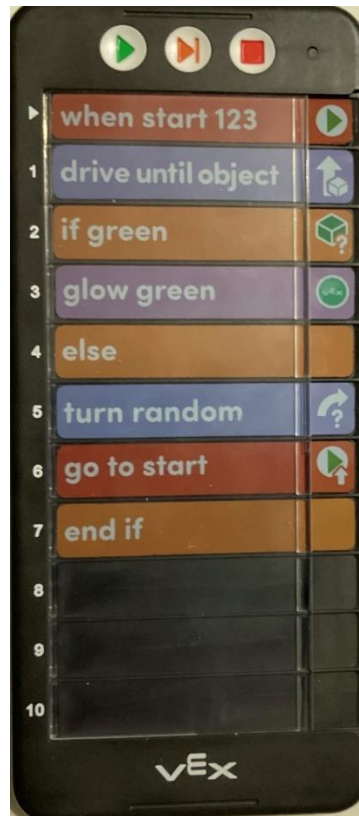 when start 123
1 drive until object
2 if green
3 glow green
vex
4 else
5 turn random
6 go to start
7 end if
8
9
10
vex